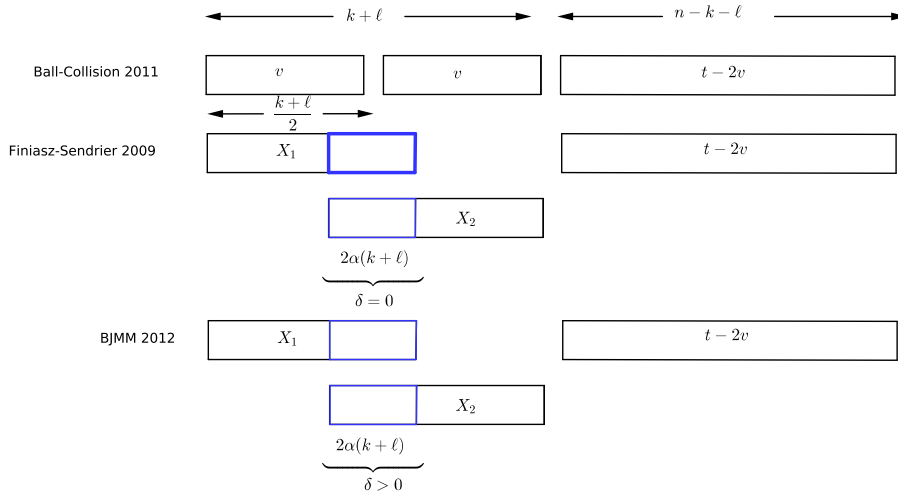 k + ℓ
n − k − ℓ
Ball-Collision 2011
v
v
t − 2v
k + ℓ
2
Finiasz-Sendrier 2009
X₁
t − 2v
X₂
2α(k + ℓ)
δ = 0
BJMM 2012
X₁
t − 2v
X₂
2α(k + ℓ)
δ > 0